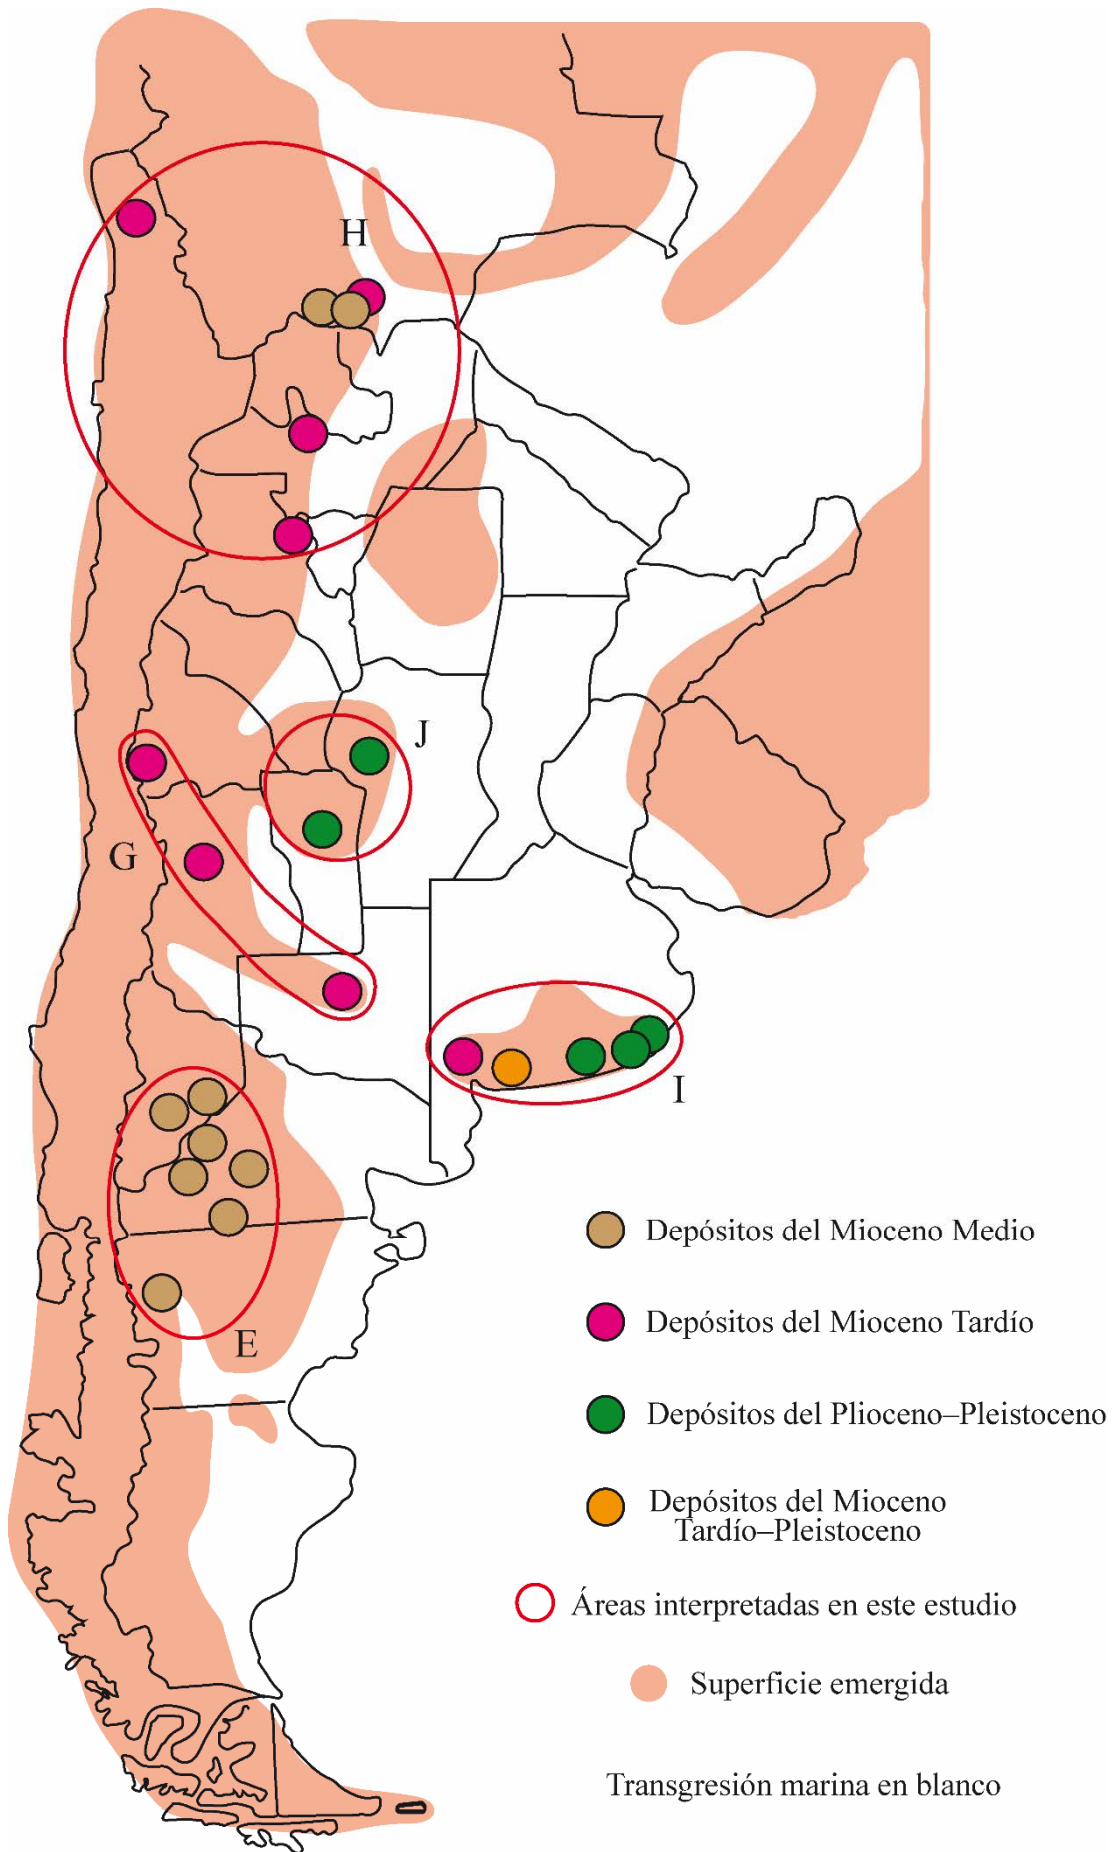 H
J
G
I
E
Depósitos del Mioceno Medio
Depósitos del Mioceno Tardío
Depósitos del Plioceno–Pleistoceno
Depósitos del Mioceno
Tardío–Pleistoceno
Áreas interpretadas en este estudio
Superficie emergida
Transgresión marina en blanco